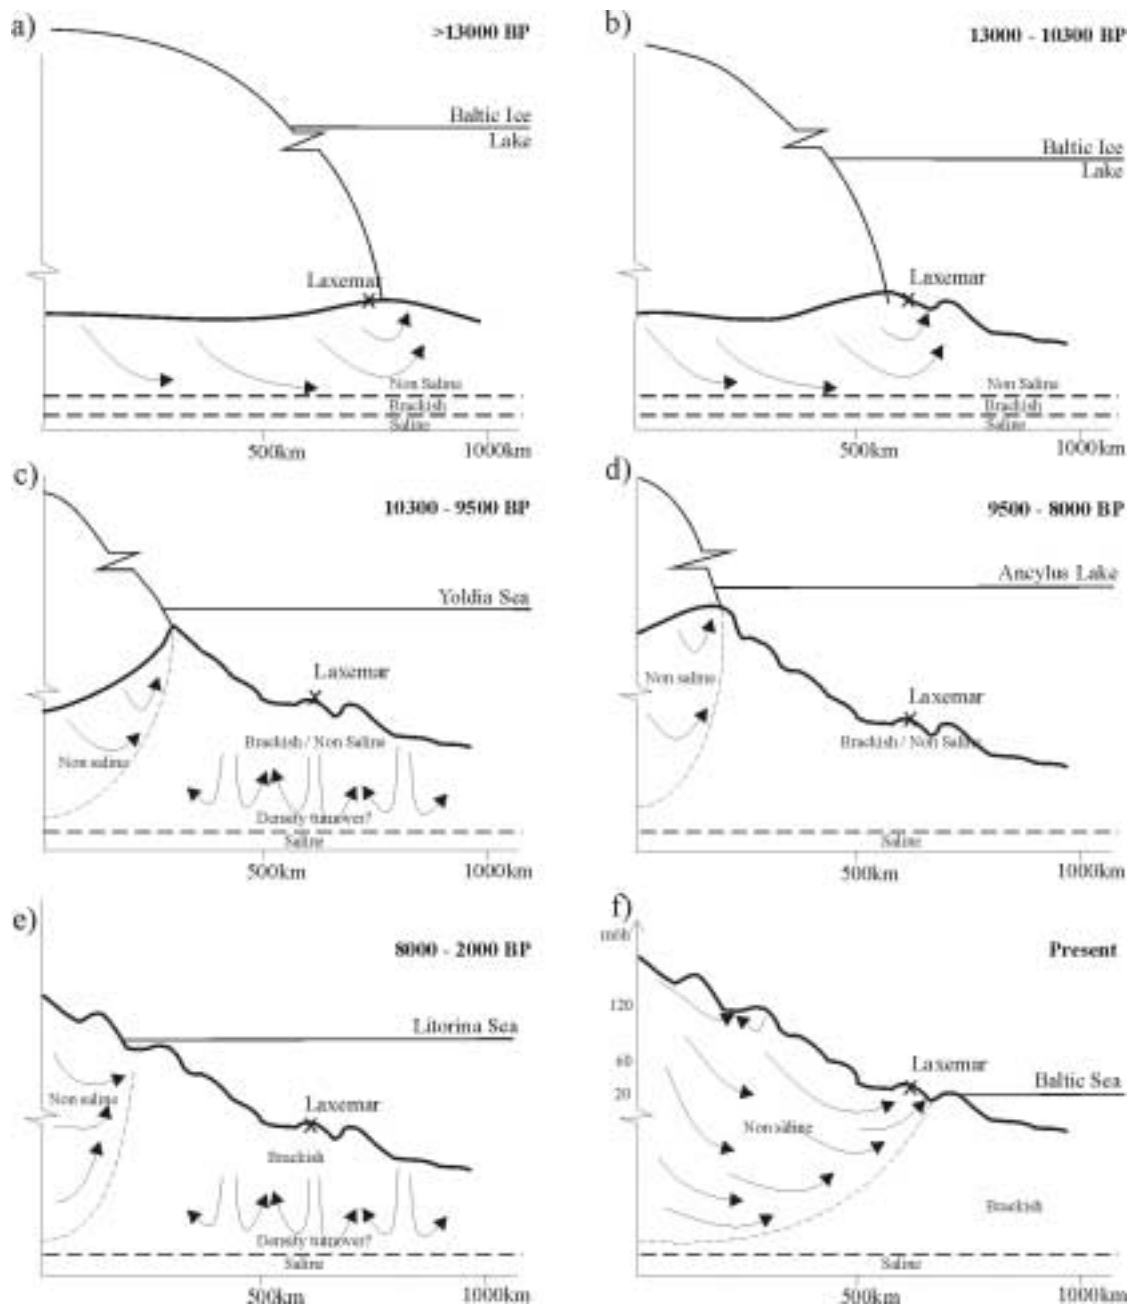 a)
>13000 BP
Baltic Ice
Lake
Laxemar
Non Saline
Brackish
Saline
500km
1000km
b)
13000 - 10300 BP
Baltic Ice
Lake
Laxemar
Non Saline
Brackish
Saline
500km
1000km
c)
10300 - 9500 BP
Yoldia Sea
Laxemar
Brackish / Non Saline
Non saline
Density turnover?
Saline
500km
1000km
d)
9500 - 8000 BP
Ancylus Lake
Non saline
Laxemar
Brackish / Non Saline
Saline
500km
1000km
e)
8000 - 2000 BP
Litorina Sea
Non saline
Laxemar
Brackish
Density turnover?
Saline
500km
1000km
f)
möh
Present
120
60
Laxemar
20
Baltic Sea
Non saline
Brackish
Saline
500km
1000km